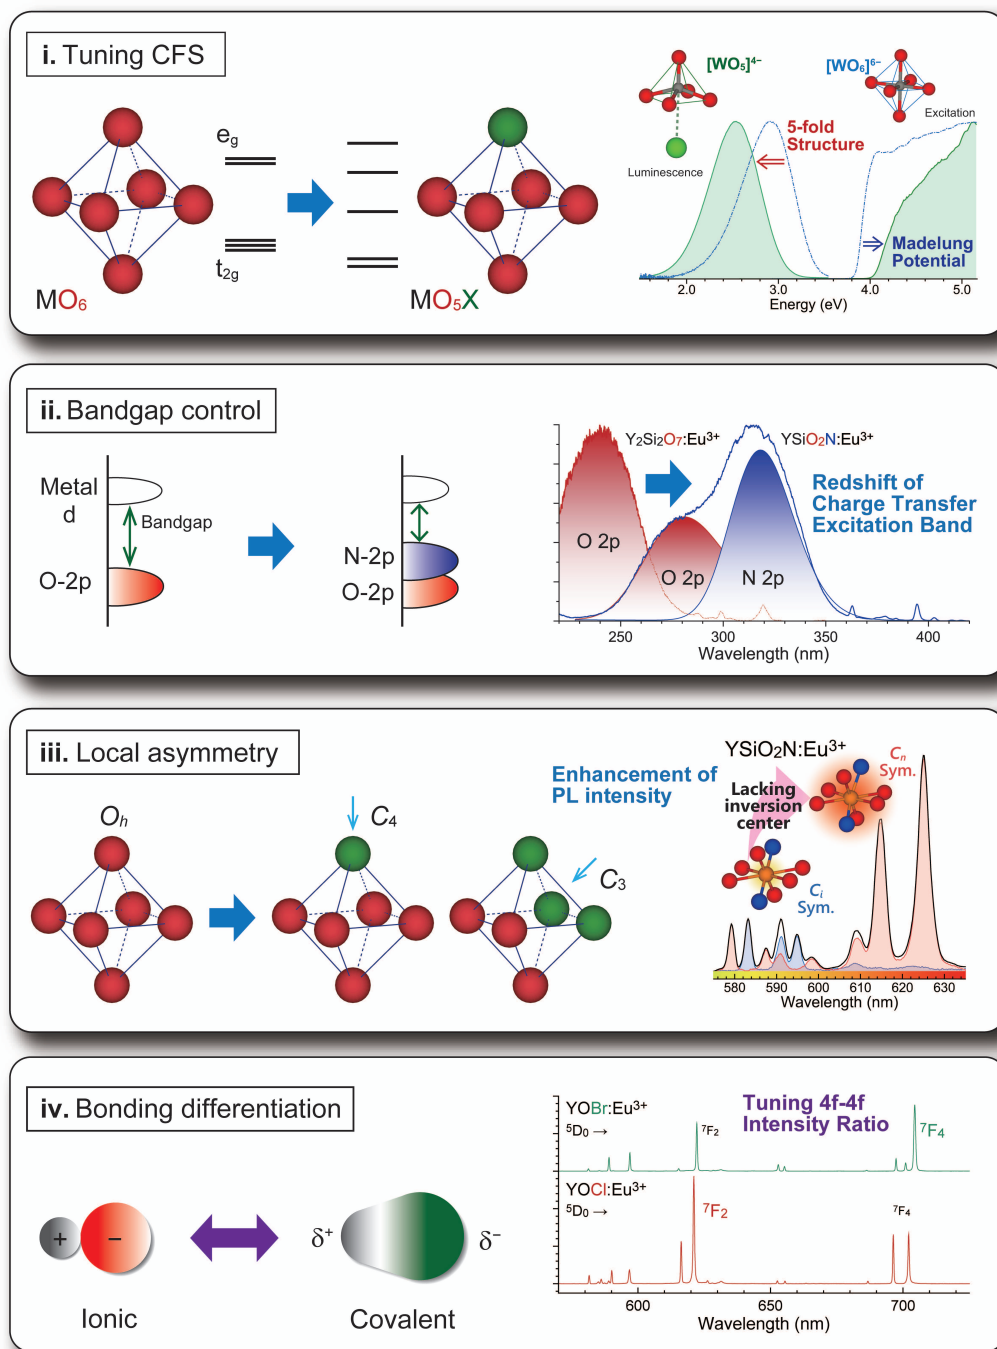 i. Tuning CFS
e_g
t_2g
MO₆
MO₅X
[WO₅]⁴⁻
[WO₆]⁶⁻
Excitation
5-fold
Structure
Luminescence
Madelung
Potential
2.0 3.0 4.0 5.0
Energy (eV)
ii. Bandgap control
Metal
d
Bandgap
O-2p
N-2p
O-2p
Y₂Si₂O₇:Eu³⁺
YSiO₂N:Eu³⁺
Redshift of
Charge Transfer
Excitation Band
O 2p
O 2p
N 2p
250 300 350 400
Wavelength (nm)
iii. Local asymmetry
Oₕ
C₄
C₃
Enhancement of
PL intensity
YSiO₂N:Eu³⁺
Cₙ
Sym.
Lacking
inversion
center
Cᵢ
Sym.
580 590 600 610 620 630
Wavelength (nm)
iv. Bonding differentiation
+
−
δ⁺
δ⁻
Ionic
Covalent
YOBr:Eu³⁺
⁵D₀ →
⁷F₂
Tuning 4f-4f
Intensity Ratio
⁷F₄
YOCl:Eu³⁺
⁵D₀ →
⁷F₂
⁷F₄
600 650 700
Wavelength (nm)